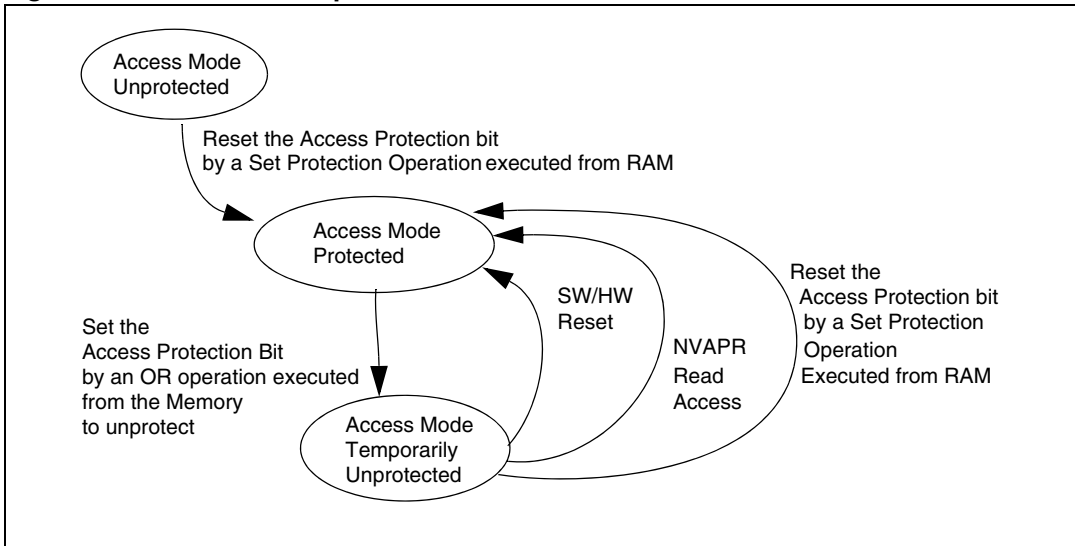 Access Mode
Unprotected
Reset the Access Protection bit
by a Set Protection Operation executed from RAM
Access Mode
Protected
Set the
Access Protection Bit
by an OR operation executed
from the Memory
to unprotect
SW/HW
Reset
NVAPR
Read
Access
Reset the
Access Protection bit
by a Set Protection
Operation
Executed from RAM
Access Mode
Temporarily
Unprotected